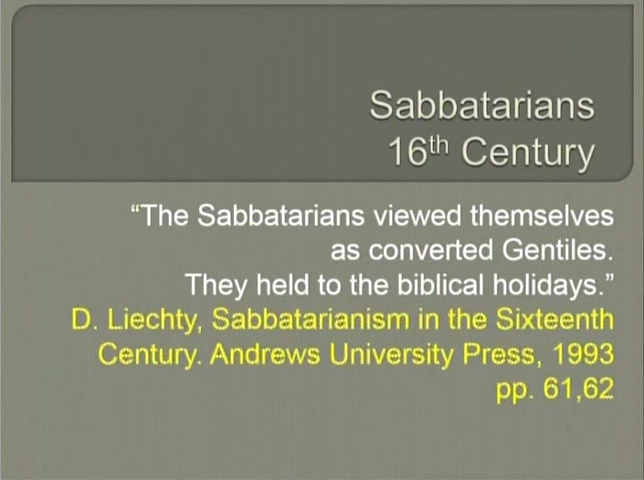 Sabbatarians
16th Century
“The Sabbatarians viewed themselves
as converted Gentiles.
They held to the biblical holidays.”
D. Liechty, Sabbatarianism in the Sixteenth
Century. Andrews University Press, 1993
pp. 61,62